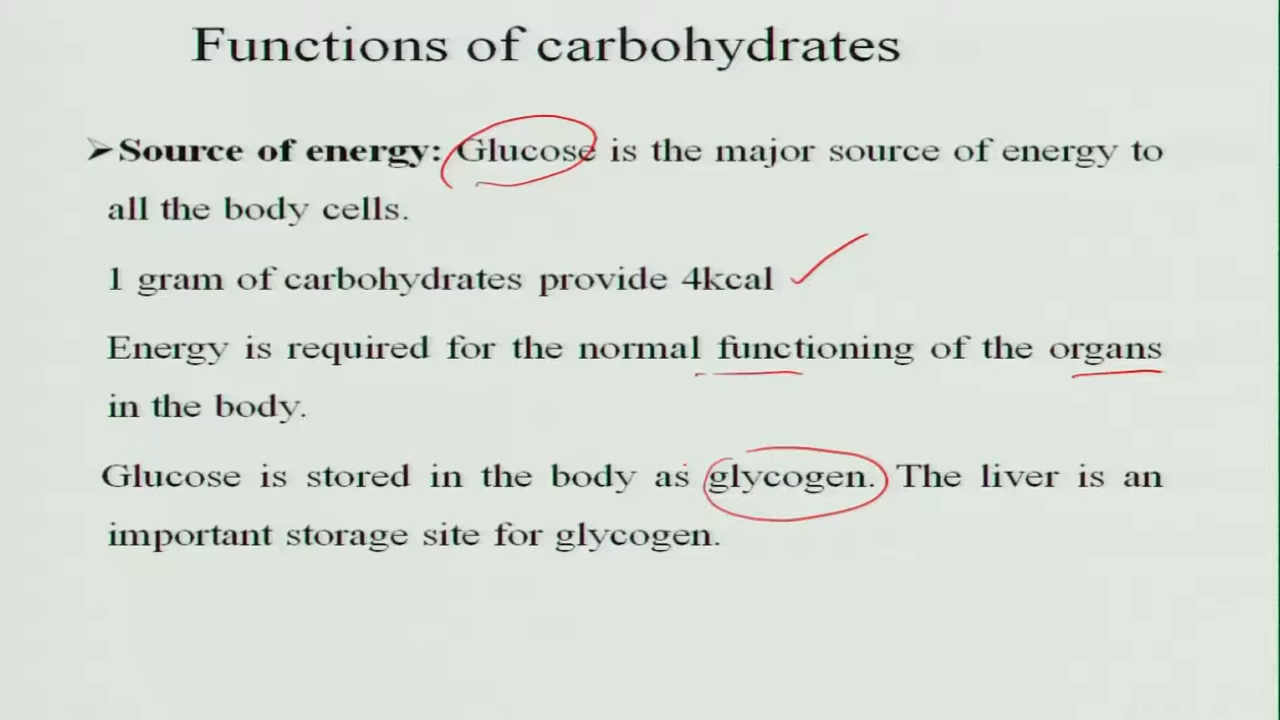 Functions of carbohydrates
➢Source of energy: Glucose is the major source of energy to
all the body cells.
1 gram of carbohydrates provide 4kcal
Energy is required for the normal functioning of the organs
in the body.
Glucose is stored in the body as glycogen. The liver is an
important storage site for glycogen.